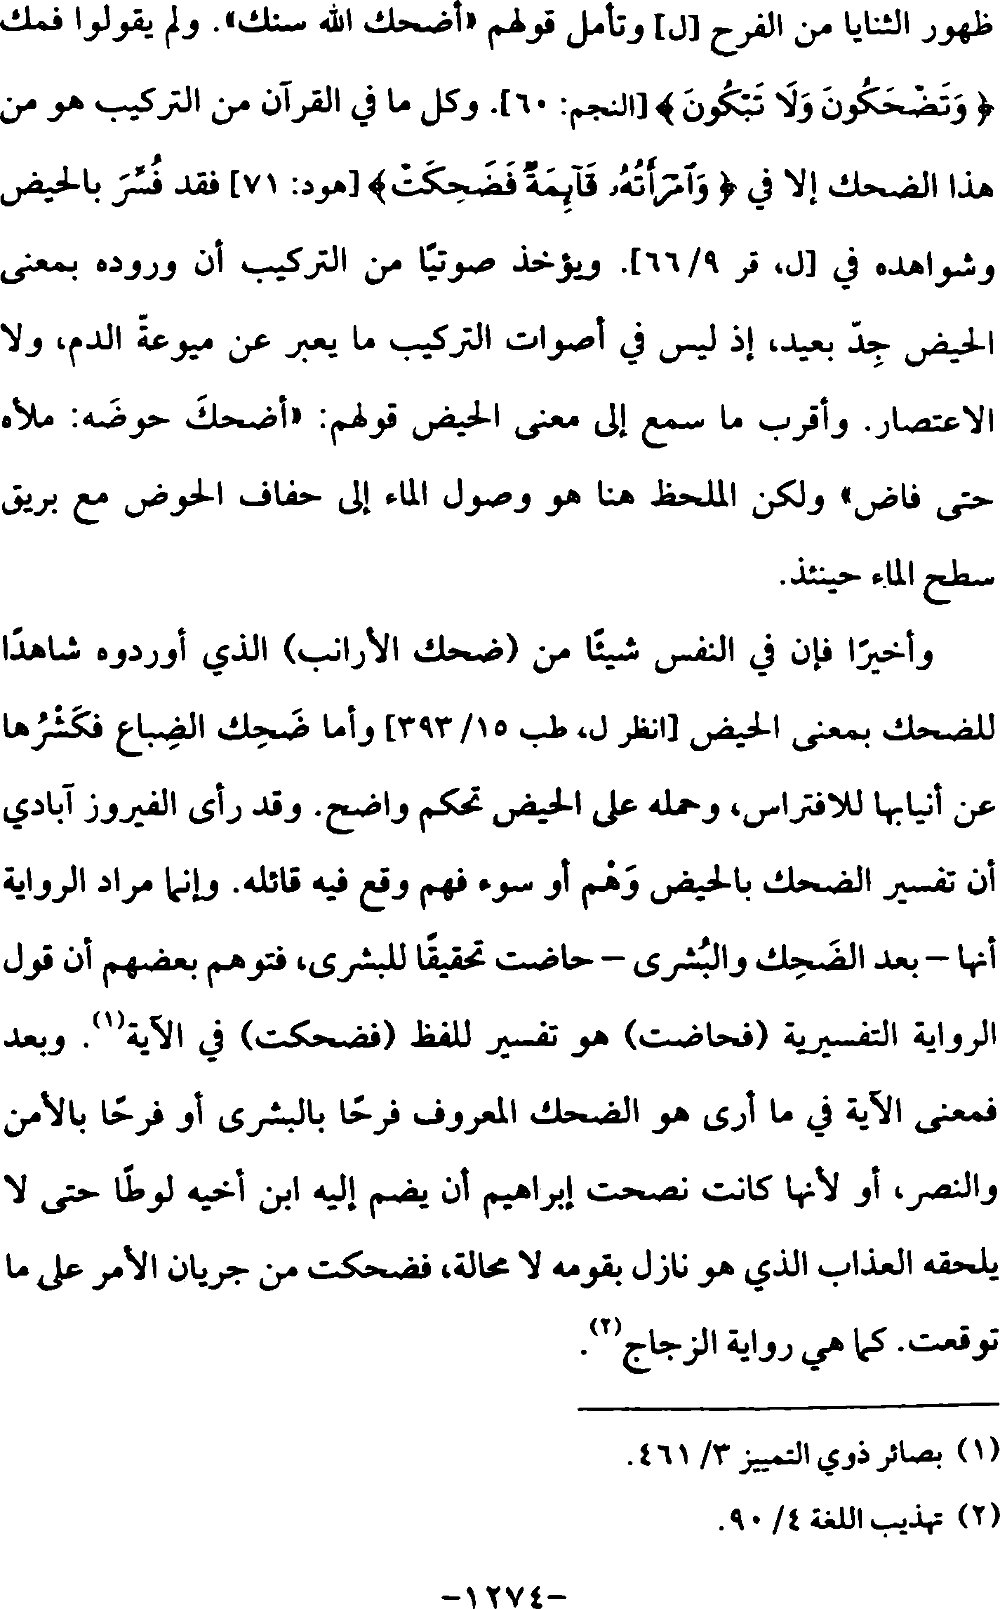 ظهور الثنايا من الفرح [ل] وتأمل قولهم «أضحك الله سنك». ولم يقولوا فمك
﴿ وَتَضْحَكُونَ وَلَا تَبْكُونَ ﴾ [النجم: ٦٠]. وكل ما في القرآن من التركيب هو من
هذا الضحك إلا في ﴿ وَٱمْرَأَتُهُۥ قَآئِمَةٌ فَضَحِكَتْ﴾ [هود: ٧١] فقد فُسِّرَ بالحيض
وشواهده في [ل، قر ٩/ ٦٦]. ويؤخذ صوتيًا من التركيب أن وروده بمعنى
الحيض جِدّ بعيد، إذ ليس في أصوات التركيب ما يعبر عن ميوعةّ الدم، ولا
الاعتصار. وأقرب ما سمع إلى معنى الحيض قولهم: «أضحكَ حوضَه: ملأه
حتى فاض» ولكن الملحظ هنا هو وصول الماء إلى حفاف الحوض مع بريق
سطح الماء حينئذ.
وأخيرًا فإن في النفس شيئًا من (ضحك الأرانب) الذي أوردوه شاهدًا
للضحك بمعنى الحيض [انظر ل، طب ١٥/ ٣٩٣] وأما ضَحِك الضِباع فكَشْرُها
عن أنيابها للافتراس، وحمله على الحيض تحكم واضح. وقد رأى الفيروز آبادي
أن تفسير الضحك بالحيض وَهْم أو سوء فهم وقع فيه قائله. وإنما مراد الرواية
أنها – بعد الضَحِك والبُشرى – حاضت تحقيقًا للبشرى، فتوهم بعضهم أن قول
الرواية التفسيرية (فحاضت) هو تفسير للفظ (فضحكت) في الآية(١). وبعد
فمعنى الآية في ما أرى هو الضحك المعروف فرحًا بالبشرى أو فرحًا بالأمن
والنصر، أو لأنها كانت نصحت إبراهيم أن يضم إليه ابن أخيه لوطًا حتى لا
يلحقه العذاب الذي هو نازل بقومه لا محالة، فضحكت من جريان الأمر على ما
توقعت. كما هي رواية الزجاج(٢).
(١) بصائر ذوي التمييز ٣/ ٤٦١.
(٢) تهذيب اللغة ٤/ ٩٠.
-١٢٧٤-